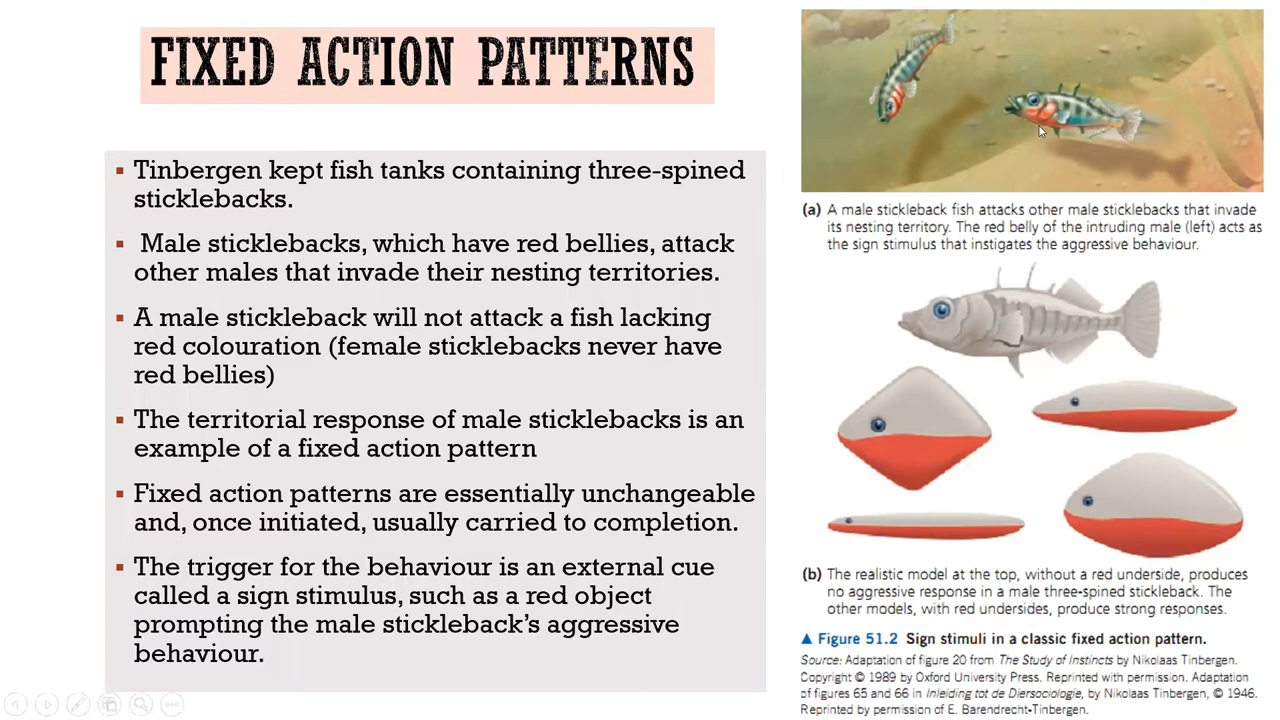 FIXED ACTION PATTERNS
▪ Tinbergen kept fish tanks containing three-spined
sticklebacks.
▪ Male sticklebacks, which have red bellies, attack
other males that invade their nesting territories.
▪ A male stickleback will not attack a fish lacking
red colouration (female sticklebacks never have
red bellies)
▪ The territorial response of male sticklebacks is an
example of a fixed action pattern
▪ Fixed action patterns are essentially unchangeable
and, once initiated, usually carried to completion.
▪ The trigger for the behaviour is an external cue
called a sign stimulus, such as a red object
prompting the male stickleback's aggressive
behaviour.
(a) A male stickleback fish attacks other male sticklebacks that invade
its nesting territory. The red belly of the intruding male (left) acts as
the sign stimulus that instigates the aggressive behaviour.
(b) The realistic model at the top, without a red underside, produces
no aggressive response in a male three-spined stickleback. The
other models, with red undersides, produce strong responses.
▲ Figure 51.2 Sign stimuli in a classic fixed action pattern.
Source: Adaptation of figure 20 from The Study of Instincts by Nikolaas Tinbergen.
Copyright © 1989 by Oxford University Press. Reprinted with permission. Adaptation
of figures 65 and 66 in Inleiding tot de Diersociologie, by Nikolaas Tinbergen, © 1946.
Reprinted by permission of E. Barendrecht-Tinbergen.